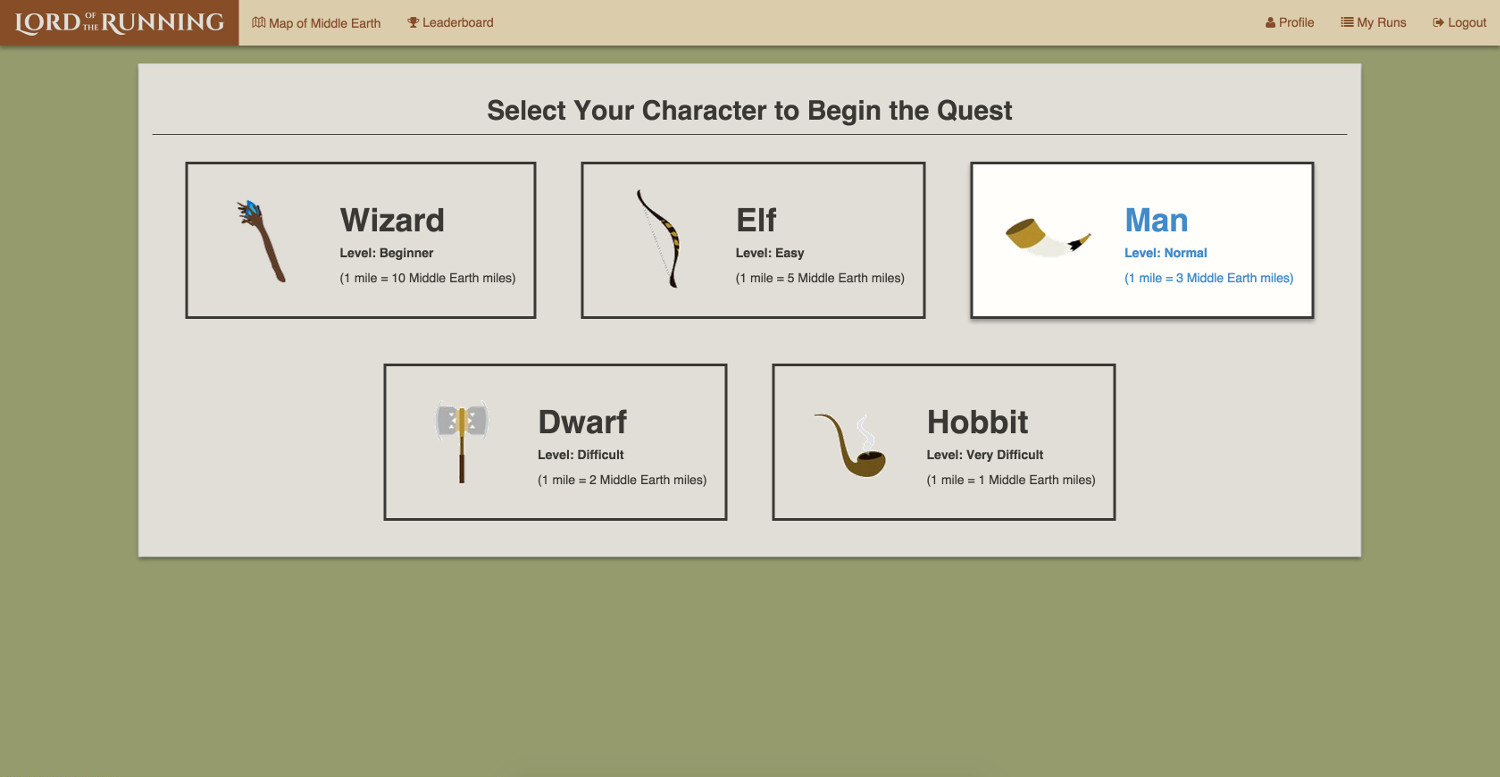 LORD OF THE RUNNING
Map of Middle Earth
Leaderboard
Profile
My Runs
Logout
Select Your Character to Begin the Quest
Wizard
Level: Beginner
(1 mile = 10 Middle Earth miles)
Elf
Level: Easy
(1 mile = 5 Middle Earth miles)
Man
Level: Normal
(1 mile = 3 Middle Earth miles)
Dwarf
Level: Difficult
(1 mile = 2 Middle Earth miles)
Hobbit
Level: Very Difficult
(1 mile = 1 Middle Earth miles)